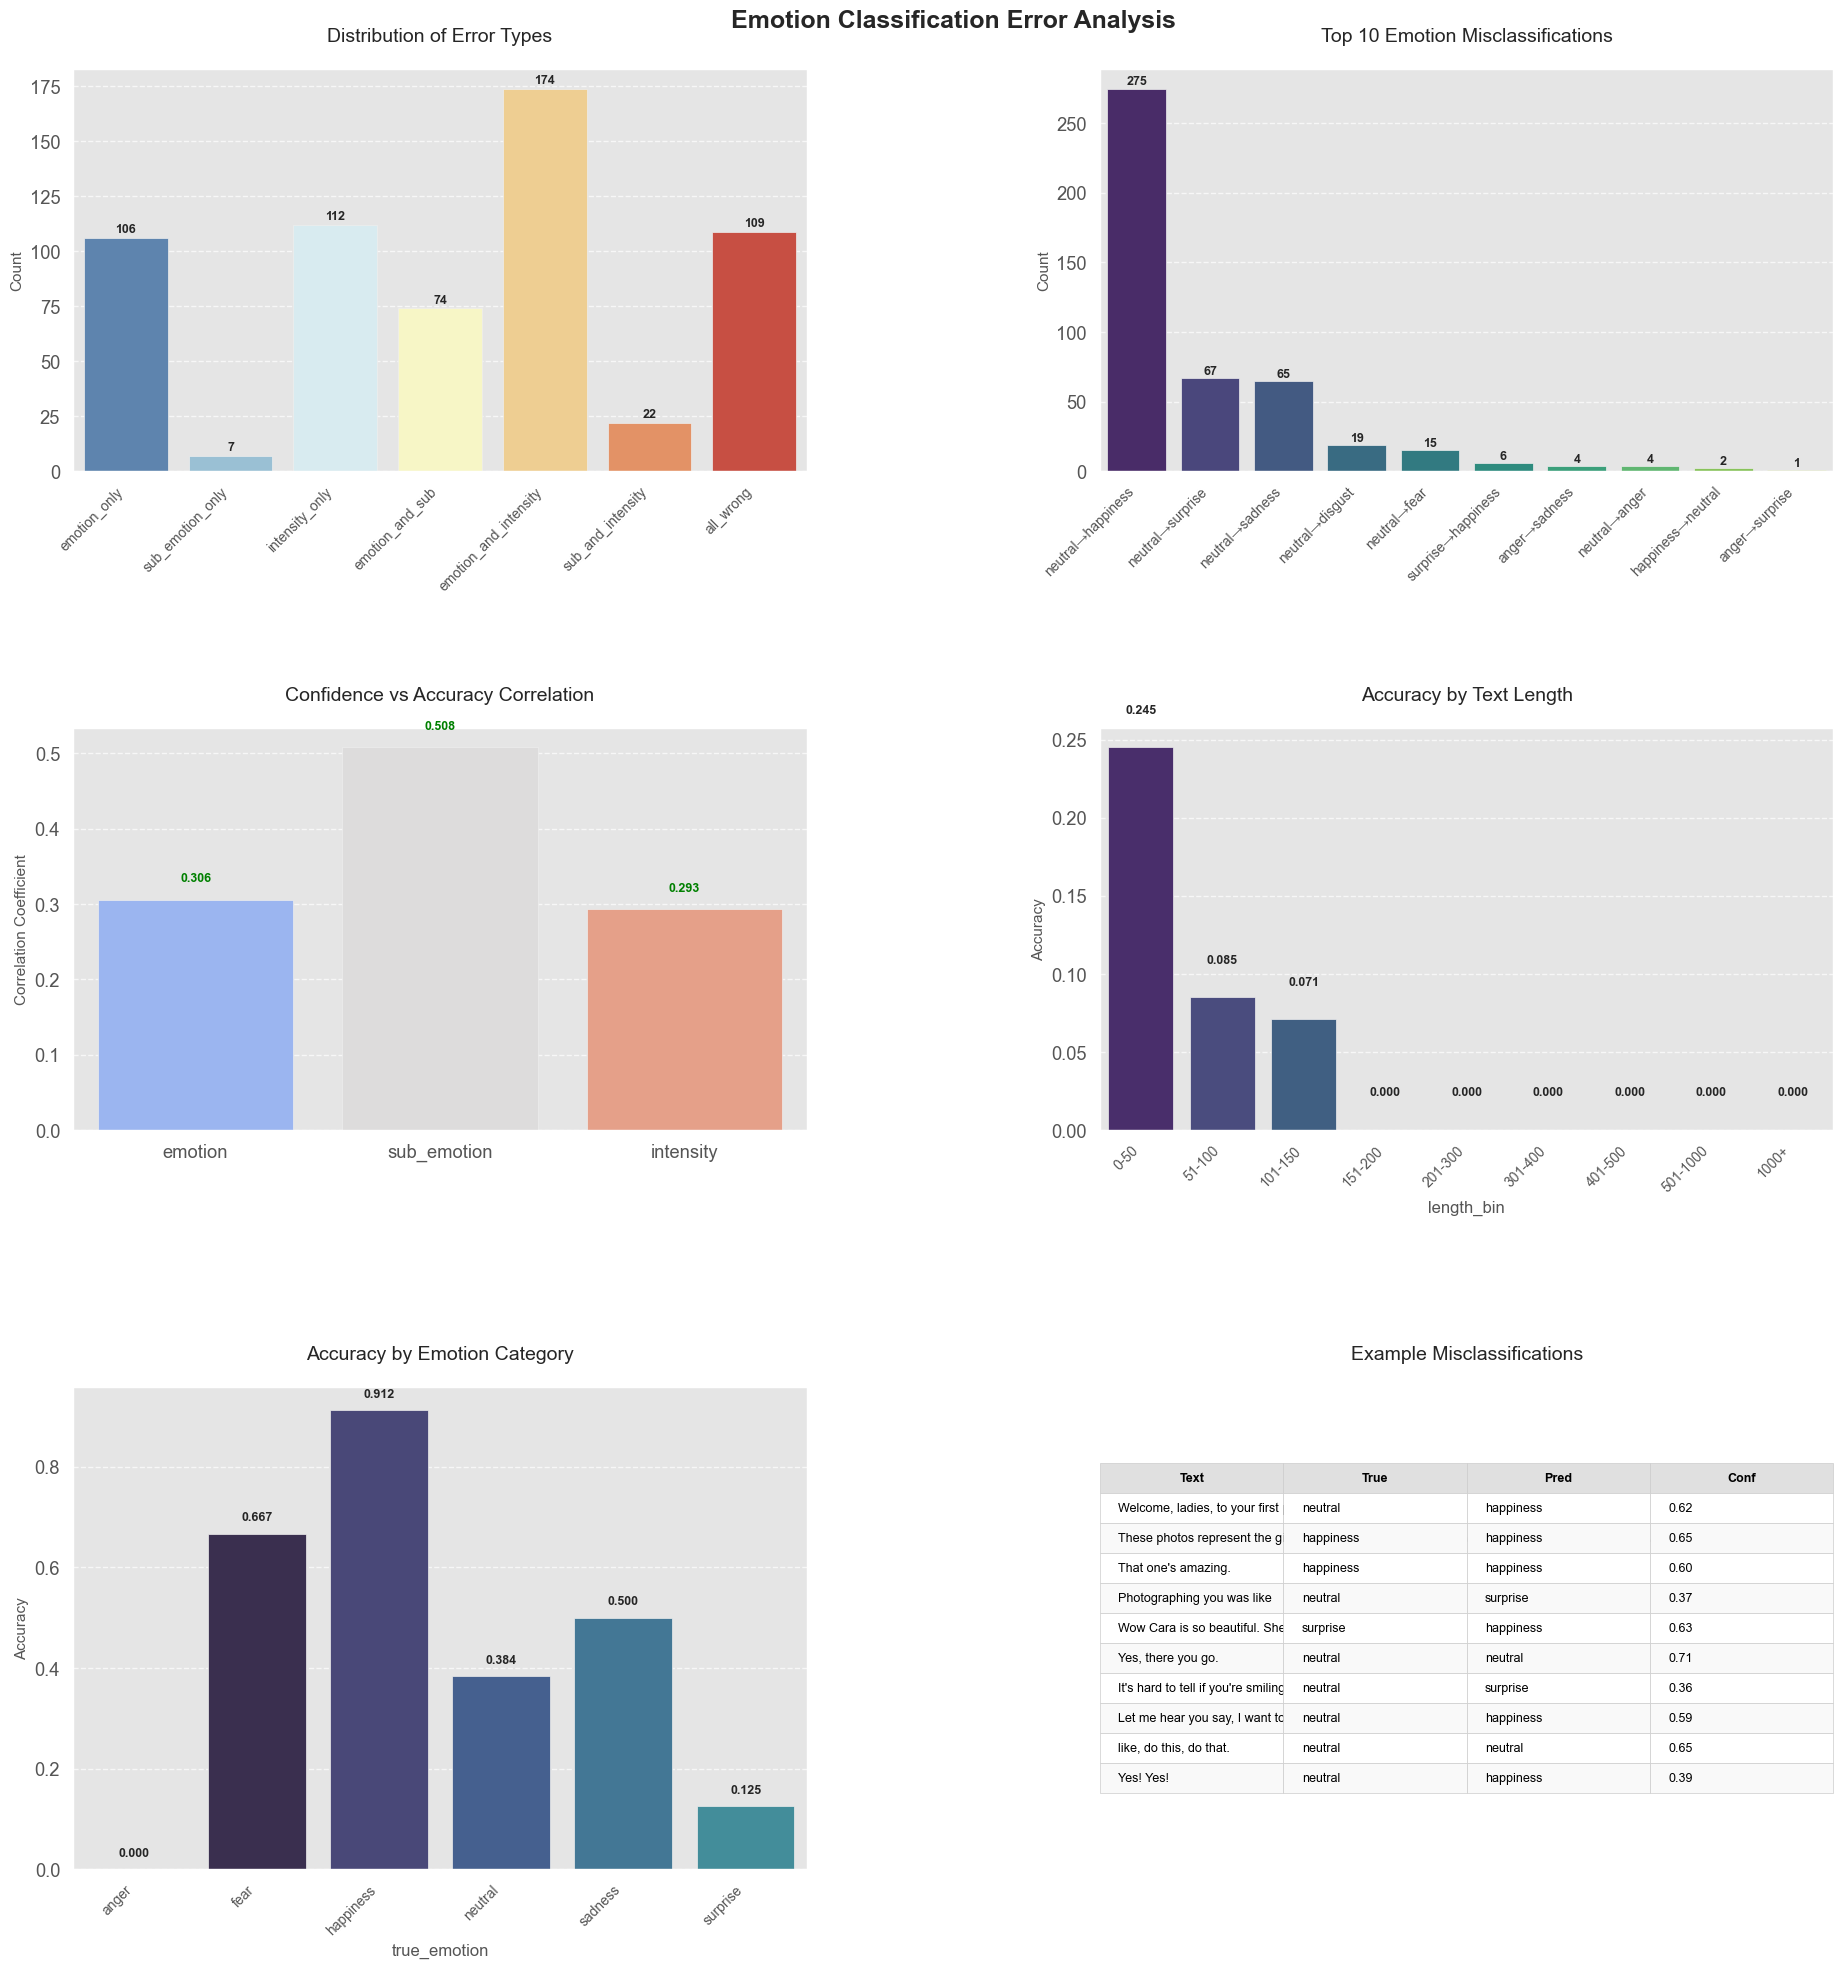 Emotion Classification Error Analysis
Distribution of Error Types
Count
175
150
125
100
75
50
25
0
106
7
112
74
174
22
109
emotion_only
sub_emotion_only
intensity_only
emotion_and_sub
emotion_and_intensity
sub_and_intensity
all_wrong
Top 10 Emotion Misclassifications
Count
250
200
150
100
50
0
275
67
65
19
15
6
4
4
2
1
neutral→happiness
neutral→surprise
neutral→sadness
neutral→disgust
neutral→fear
surprise→happiness
anger→sadness
neutral→anger
happiness→neutral
anger→surprise
Confidence vs Accuracy Correlation
Correlation Coefficient
0.5
0.4
0.3
0.2
0.1
0.0
0.306
0.508
0.293
emotion
sub_emotion
intensity
Accuracy by Text Length
Accuracy
0.25
0.20
0.15
0.10
0.05
0.00
0.245
0.085
0.071
0.000
0.000
0.000
0.000
0.000
0.000
0-50
51-100
101-150
151-200
201-300
301-400
401-500
501-1000
1000+
length_bin
Accuracy by Emotion Category
Accuracy
0.8
0.6
0.4
0.2
0.0
0.000
0.667
0.912
0.384
0.500
0.125
anger
fear
happiness
neutral
sadness
surprise
true_emotion
Example Misclassifications
Text True Pred Conf
Welcome, ladies, to your first neutral happiness 0.62
These photos represent the g happiness happiness 0.65
That one's amazing. happiness happiness 0.60
Photographing you was like neutral surprise 0.37
Wow Cara is so beautiful. She surprise happiness 0.63
Yes, there you go. neutral neutral 0.71
It's hard to tell if you're smiling neutral surprise 0.36
Let me hear you say, I want to neutral happiness 0.59
like, do this, do that. neutral neutral 0.65
Yes! Yes! neutral happiness 0.39